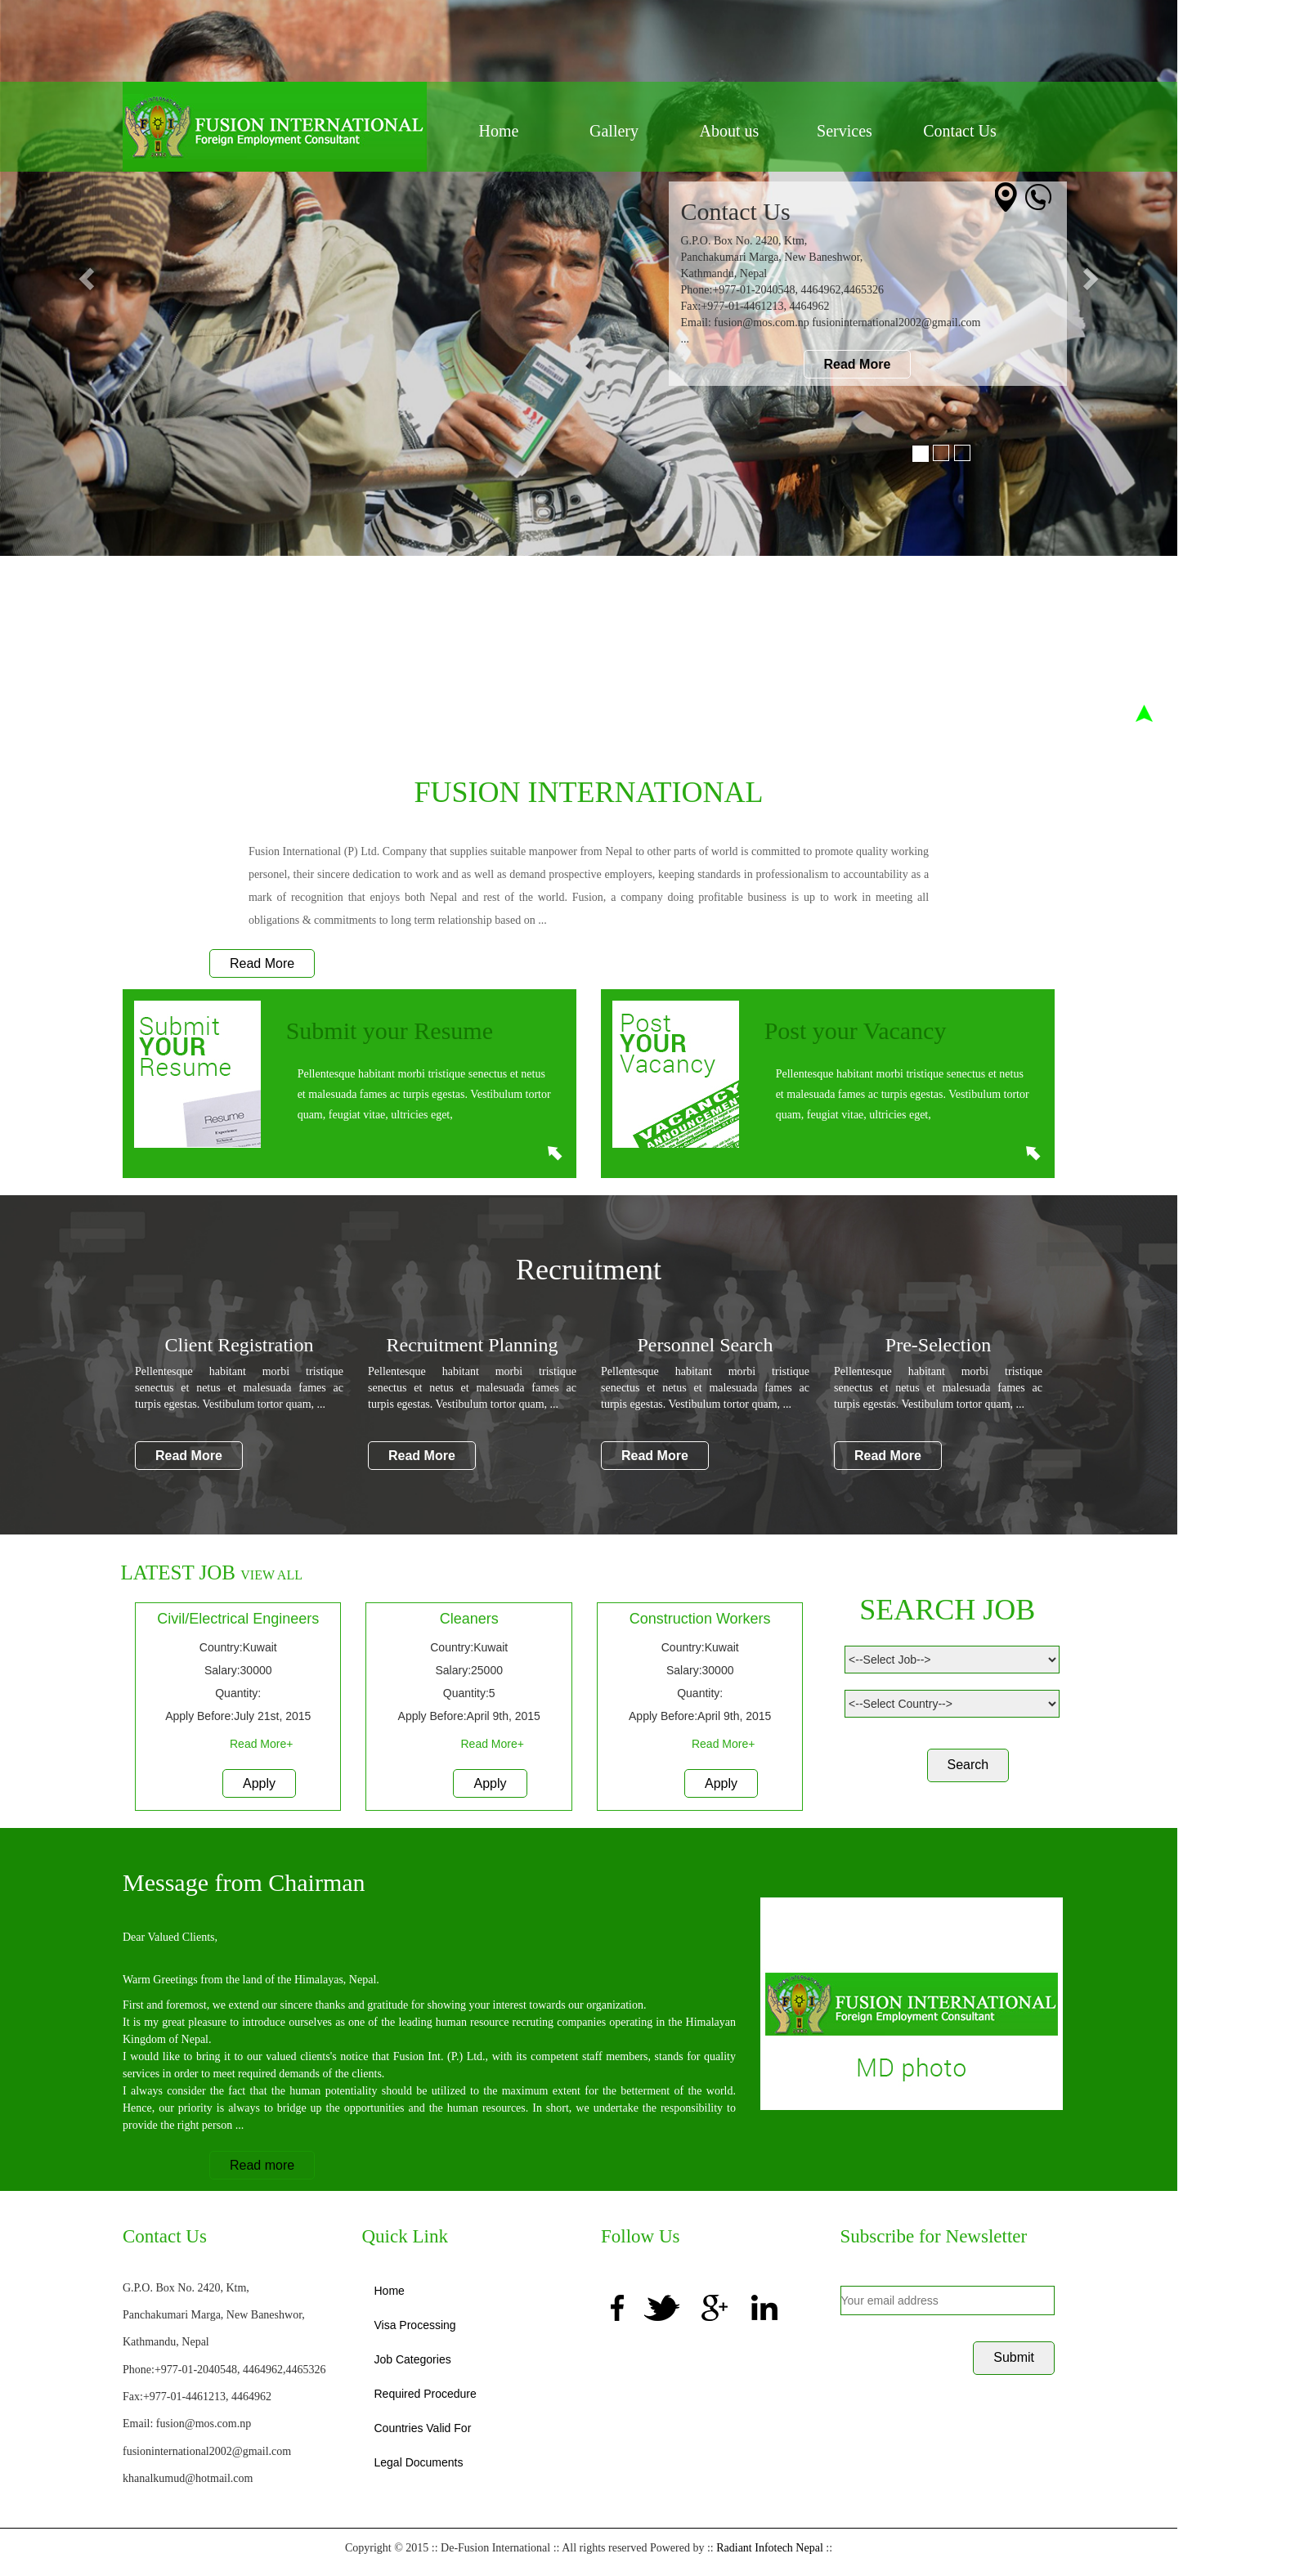 FUSION INTERNATIONAL
Foreign Employment Consultant
Home
Gallery
About us
Services
Contact Us
Contact Us
G.P.O. Box No. 2420, Ktm,
Panchakumari Marga, New Baneshwor,
Kathmandu, Nepal
Phone:+977-01-2040548, 4464962,4465326
Fax:+977-01-4461213, 4464962
Email: fusion@mos.com.np fusioninternational2002@gmail.com
...
Read More
FUSION INTERNATIONAL
Fusion International (P) Ltd. Company that supplies suitable manpower from Nepal to other parts of world is committed to promote quality working
personel, their sincere dedication to work and as well as demand prospective employers, keeping standards in professionalism to accountability as a
mark of recognition that enjoys both Nepal and rest of the world. Fusion, a company doing profitable business is up to work in meeting all
obligations & commitments to long term relationship based on ...
Read More
Submit
YOUR
Resume
Resume
Submit your Resume
Pellentesque habitant morbi tristique senectus et netus
et malesuada fames ac turpis egestas. Vestibulum tortor
quam, feugiat vitae, ultricies eget,
Post
YOUR
Vacancy
VACANCY
ANNOUNCEMENT
Post your Vacancy
Pellentesque habitant morbi tristique senectus et netus
et malesuada fames ac turpis egestas. Vestibulum tortor
quam, feugiat vitae, ultricies eget,
Recruitment
Client Registration
Pellentesque habitant morbi tristique
senectus et netus et malesuada fames ac
turpis egestas. Vestibulum tortor quam, ...
Read More
Recruitment Planning
Pellentesque habitant morbi tristique
senectus et netus et malesuada fames ac
turpis egestas. Vestibulum tortor quam, ...
Read More
Personnel Search
Pellentesque habitant morbi tristique
senectus et netus et malesuada fames ac
turpis egestas. Vestibulum tortor quam, ...
Read More
Pre-Selection
Pellentesque habitant morbi tristique
senectus et netus et malesuada fames ac
turpis egestas. Vestibulum tortor quam, ...
Read More
LATEST JOB VIEW ALL
Civil/Electrical Engineers
Country:Kuwait
Salary:30000
Quantity:
Apply Before:July 21st, 2015
Read More+
Apply
Cleaners
Country:Kuwait
Salary:25000
Quantity:5
Apply Before:April 9th, 2015
Read More+
Apply
Construction Workers
Country:Kuwait
Salary:30000
Quantity:
Apply Before:April 9th, 2015
Read More+
Apply
SEARCH JOB
<--Select Job-->
<--Select Country-->
Search
Message from Chairman
Dear Valued Clients,
Warm Greetings from the land of the Himalayas, Nepal.
First and foremost, we extend our sincere thanks and gratitude for showing your interest towards our organization.
It is my great pleasure to introduce ourselves as one of the leading human resource recruting companies operating in the Himalayan
Kingdom of Nepal.
I would like to bring it to our valued clients's notice that Fusion Int. (P.) Ltd., with its competent staff members, stands for quality
services in order to meet required demands of the clients.
I always consider the fact that the human potentiality should be utilized to the maximum extent for the betterment of the world.
Hence, our priority is always to bridge up the opportunities and the human resources. In short, we undertake the responsibility to
provide the right person ...
Read more
FUSION INTERNATIONAL
Foreign Employment Consultant
MD photo
Contact Us
G.P.O. Box No. 2420, Ktm,
Panchakumari Marga, New Baneshwor,
Kathmandu, Nepal
Phone:+977-01-2040548, 4464962,4465326
Fax:+977-01-4461213, 4464962
Email: fusion@mos.com.np
fusioninternational2002@gmail.com
khanalkumud@hotmail.com
Quick Link
Home
Visa Processing
Job Categories
Required Procedure
Countries Valid For
Legal Documents
Follow Us
Subscribe for Newsletter
Your email address
Submit
Copyright © 2015 :: De-Fusion International :: All rights reserved Powered by :: Radiant Infotech Nepal ::